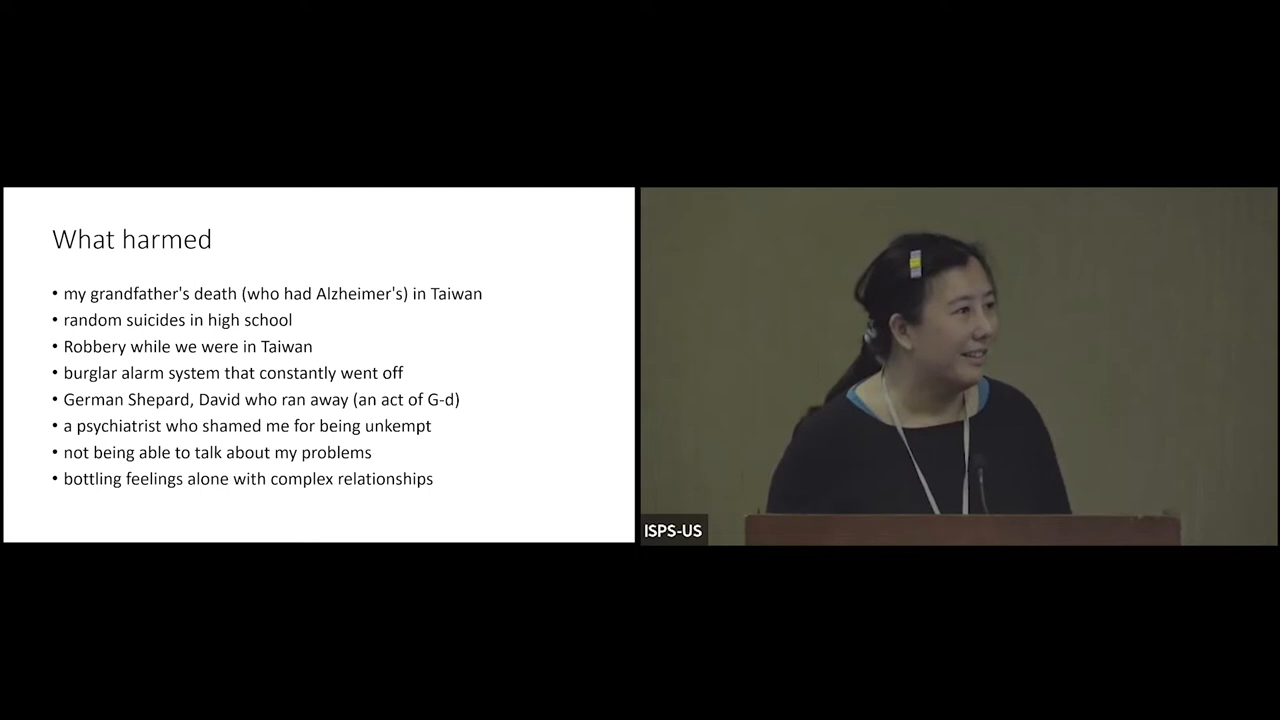 What harmed
• my grandfather's death (who had Alzheimer's) in Taiwan
• random suicides in high school
• Robbery while we were in Taiwan
• burglar alarm system that constantly went off
• German Shepard, David who ran away (an act of G-d)
• a psychiatrist who shamed me for being unkempt
• not being able to talk about my problems
• bottling feelings alone with complex relationships
ISPS-US